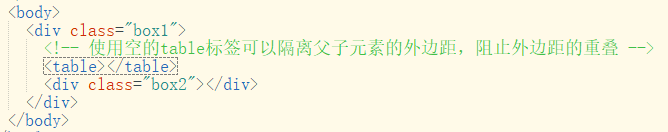 <body>
<div class="box1">
<!-- 使用空的table标签可以隔离父子元素的外边距，阻止外边距的重叠 -->
<table></table>
<div class="box2"></div>
</div>
</body>